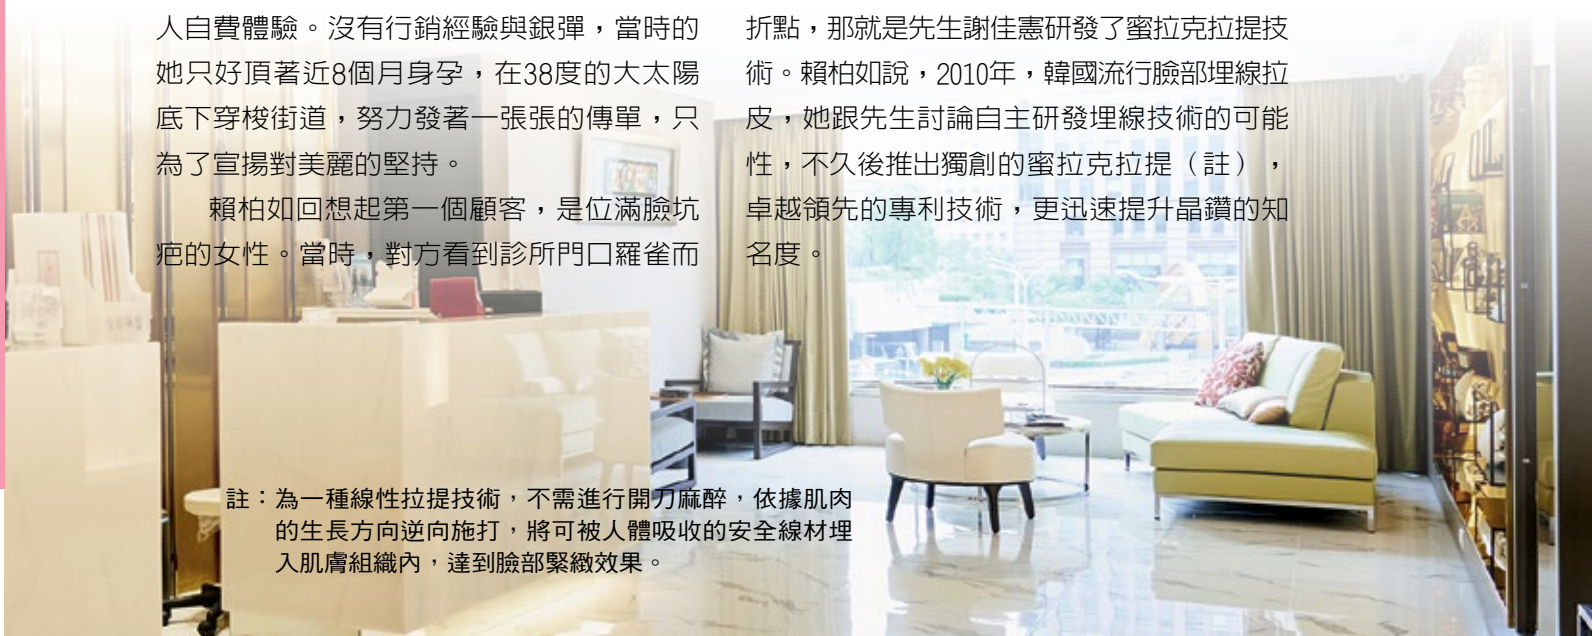 人自費體驗。沒有行銷經驗與銀彈，當時的
她只好頂著近8個月身孕，在38度的大太陽
底下穿梭街道，努力發著一張張的傳單，只
為了宣揚對美麗的堅持。
賴柏如回想起第一個顧客，是位滿臉坑
疤的女性。當時，對方看到診所門口羅雀而
折點，那就是先生謝佳憲研發了蜜拉克拉提技
術。賴柏如說，2010年，韓國流行臉部埋線拉
皮，她跟先生討論自主研發埋線技術的可能
性，不久後推出獨創的蜜拉克拉提（註），
卓越領先的專利技術，更迅速提升晶鑽的知
名度。
註：為一種線性拉提技術，不需進行開刀麻醉，依據肌肉
的生長方向逆向施打，將可被人體吸收的安全線材埋
入肌膚組織內，達到臉部緊緻效果。